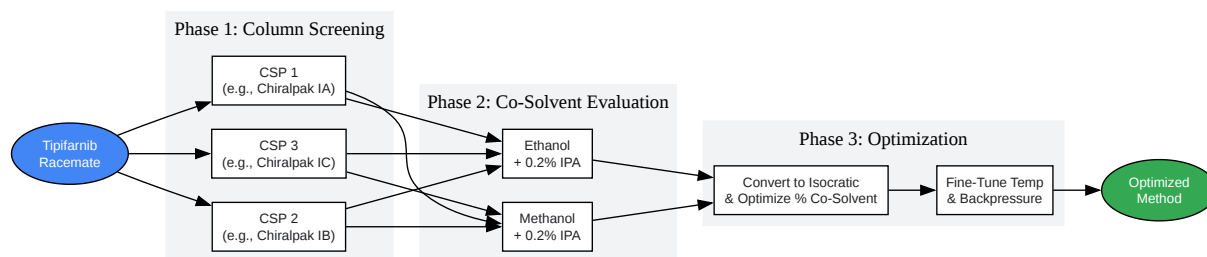 Phase 1: Column Screening
Tipifarnib
Racemate
CSP 1
(e.g., Chiralpak IA)
CSP 3
(e.g., Chiralpak IC)
CSP 2
(e.g., Chiralpak IB)
Phase 2: Co-Solvent Evaluation
Ethanol
+ 0.2% IPA
Methanol
+ 0.2% IPA
Phase 3: Optimization
Convert to Isocratic
& Optimize % Co-Solvent
Fine-Tune Temp
& Backpressure
Optimized
Method